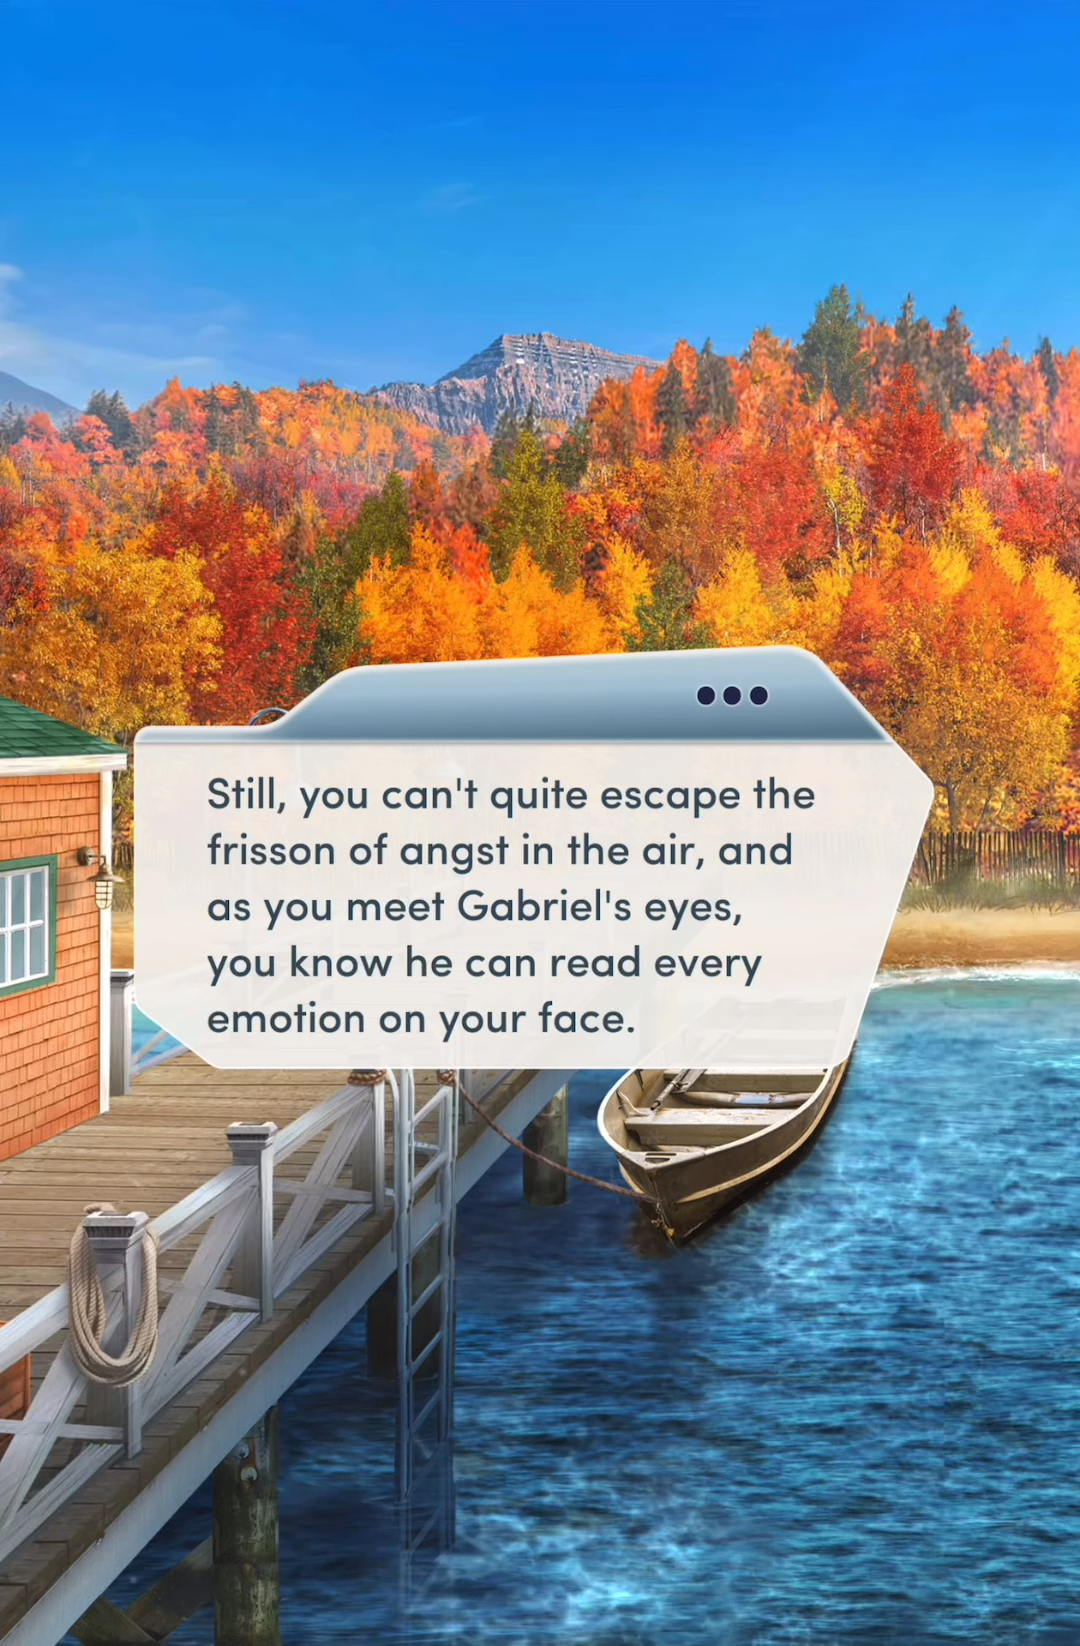 Still, you can't quite escape the
frisson of angst in the air, and
as you meet Gabriel's eyes,
you know he can read every
emotion on your face.